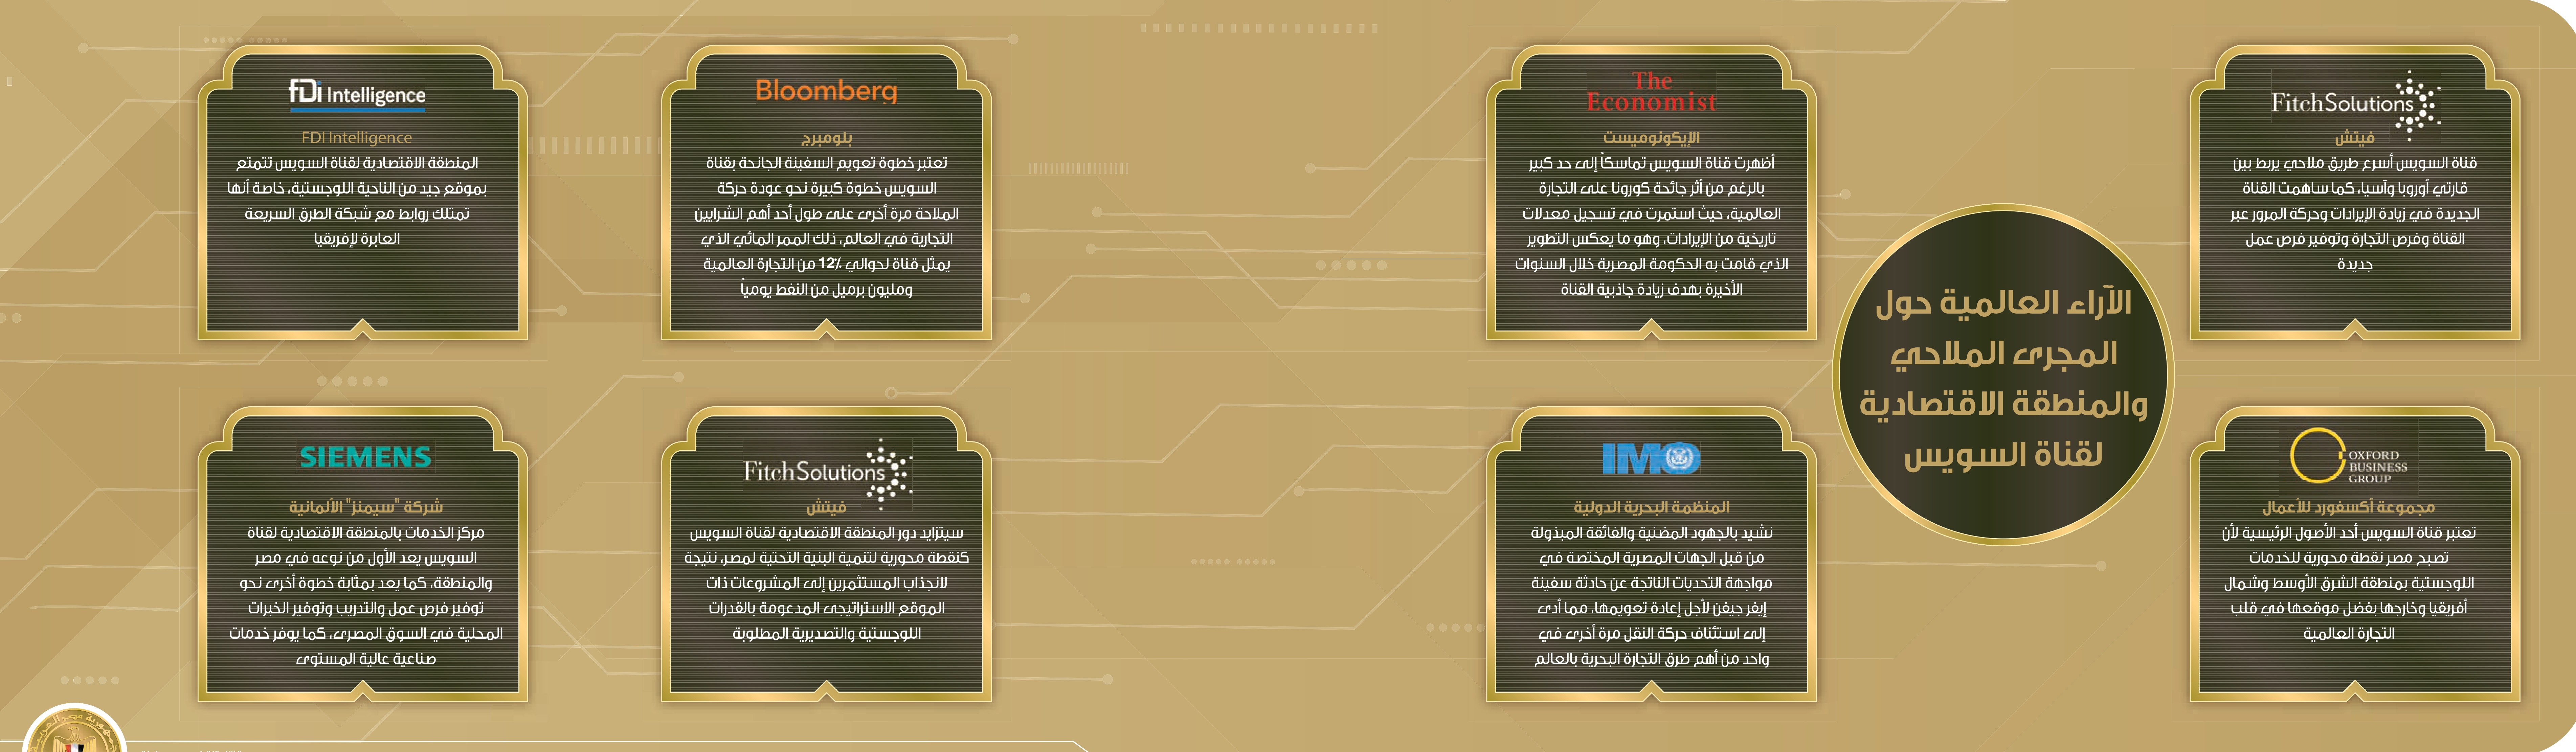 الآراء العالمية حول
المجرى الملاحي
والمنطقة الاقتصادية
لقناة السويس
FitchSolutions
فيتش
قناة السويس أسرع طريق ملاحي يربط بين
قارتي أوروبا وآسيا، كما ساهمت القناة
الجديدة في زيادة الإيرادات وحركة المرور عبر
القناة وفرص التجارة وتوفير فرص عمل
جديدة
The
Economist
الإيكونوميست
أظهرت قناة السويس تماسكاً إلى حد كبير
بالرغم من أثر جائحة كورونا على التجارة
العالمية، حيث استمرت في تسجيل معدلات
تاريخية من الإيرادات، وهو ما يعكس التطوير
الذي قامت به الحكومة المصرية خلال السنوات
الأخيرة بهدف زيادة جاذبية القناة
Bloomberg
بلومبرج
تعتبر خطوة تعويم السفينة الجانحة بقناة
السويس خطوة كبيرة نحو عودة حركة
الملاحة مرة أخرى على طول أحد أهم الشرايين
التجارية في العالم، ذلك الممر المائي الذي
يمثل قناة لحوالي 12٪ من التجارة العالمية
ومليون برميل من النفط يومياً
fDi Intelligence
FDI Intelligence
المنطقة الاقتصادية لقناة السويس تتمتع
بموقع جيد من الناحية اللوجستية، خاصة أنها
تمتلك روابط مع شبكة الطرق السريعة
العابرة لإفريقيا
OXFORD
BUSINESS
GROUP
مجموعة أكسفورد للأعمال
تعتبر قناة السويس أحد الأصول الرئيسية لأن
تصبح مصر نقطة محورية للخدمات
اللوجستية بمنطقة الشرق الأوسط وشمال
أفريقيا وخارجها بفضل موقعها في قلب
التجارة العالمية
IMO
المنظمة البحرية الدولية
نشيد بالجهود المضنية والفائقة المبذولة
من قبل الجهات المصرية المختصة في
مواجهة التحديات الناتجة عن حادثة سفينة
إيفر جيفن لأجل إعادة تعويمها، مما أدى
إلى استئناف حركة النقل مرة أخرى في
واحد من أهم طرق التجارة البحرية بالعالم
FitchSolutions
فيتش
سيتزايد دور المنطقة الاقتصادية لقناة السويس
كنقطة محورية لتنمية البنية التحتية لمصر، نتيجة
لانجذاب المستثمرين إلى المشروعات ذات
الموقع الاستراتيجى المدعومة بالقدرات
اللوجستية والتصديرية المطلوبة
SIEMENS
شركة "سيمنز" الألمانية
مركز الخدمات بالمنطقة الاقتصادية لقناة
السويس يعد الأول من نوعه في مصر
والمنطقة، كما يعد بمثابة خطوة أخرى نحو
توفير فرص عمل والتدريب وتوفير الخبرات
المحلية في السوق المصرى، كما يوفر خدمات
صناعية عالية المستوى